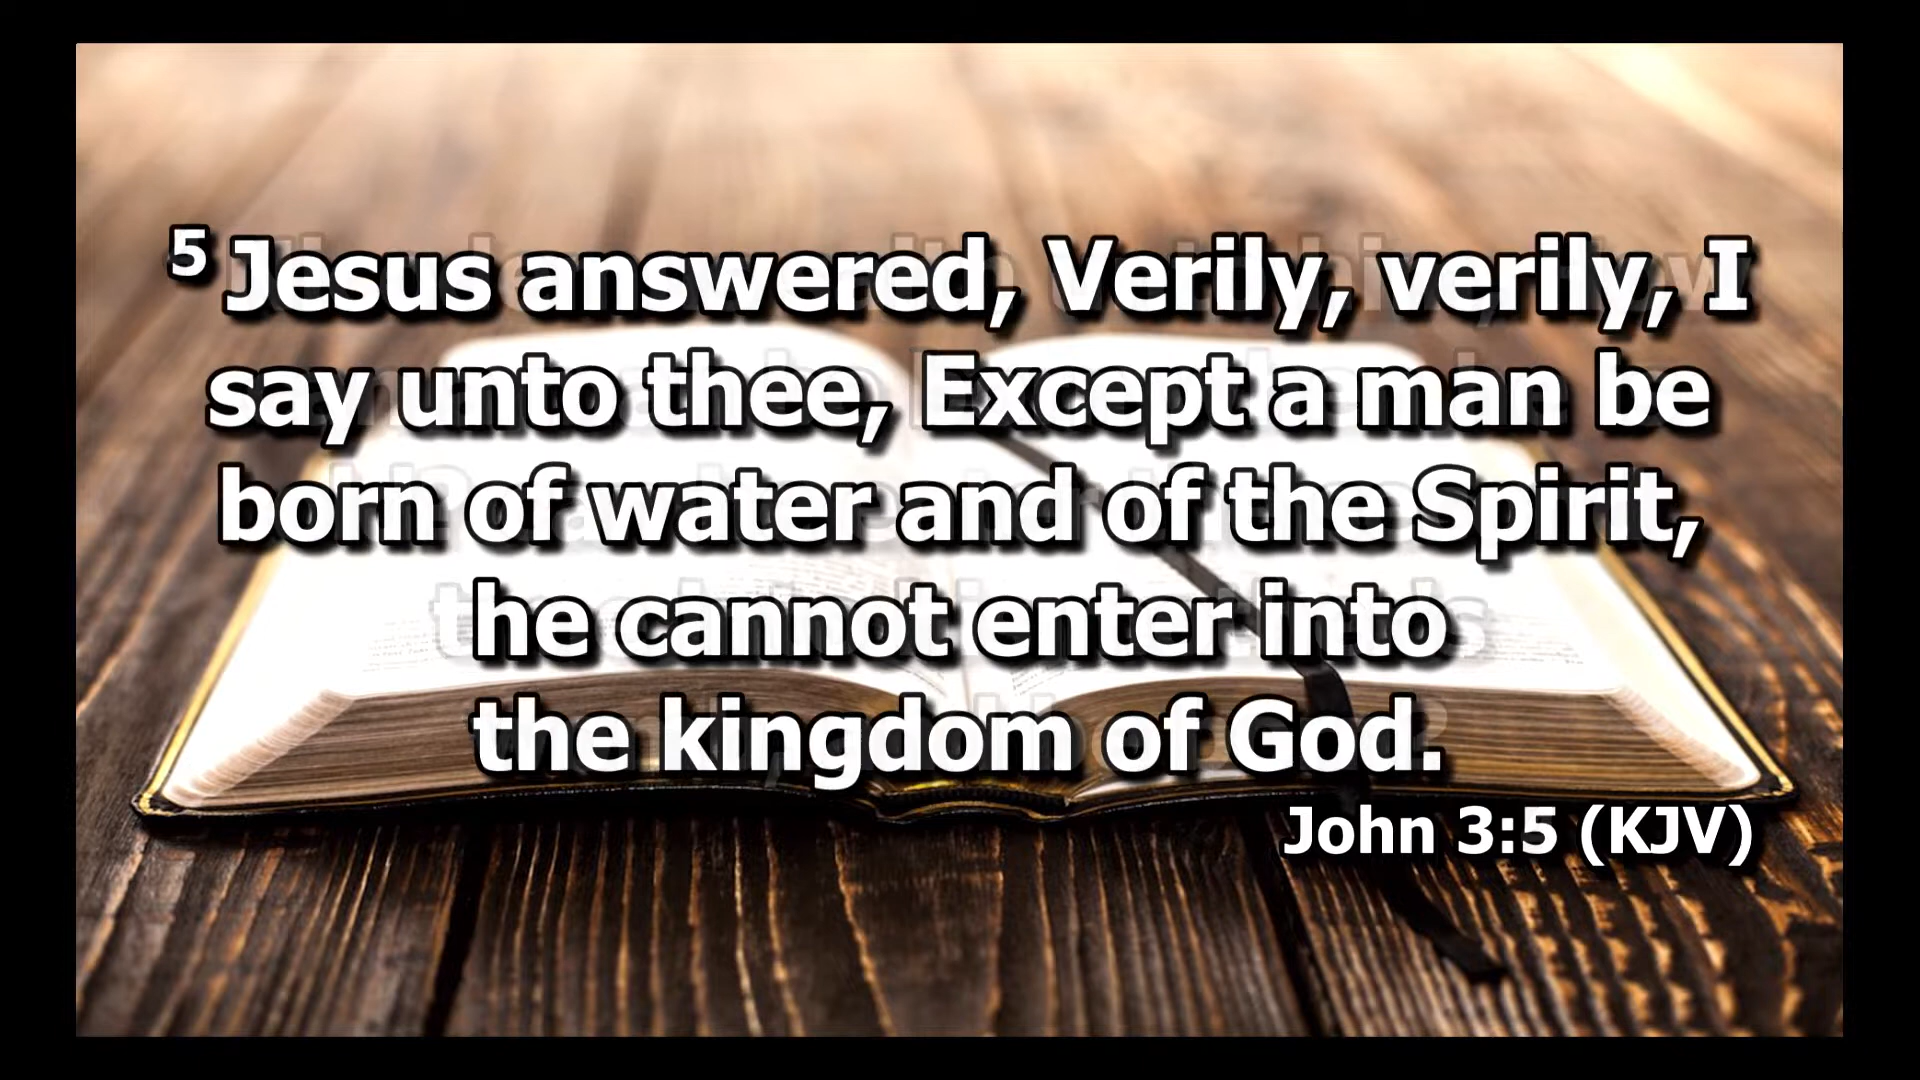 5 Jesus answered, Verily, verily, I
say unto thee, Except a man be
born of water and of the Spirit,
he cannot enter into
the kingdom of God.
John 3:5 (KJV)